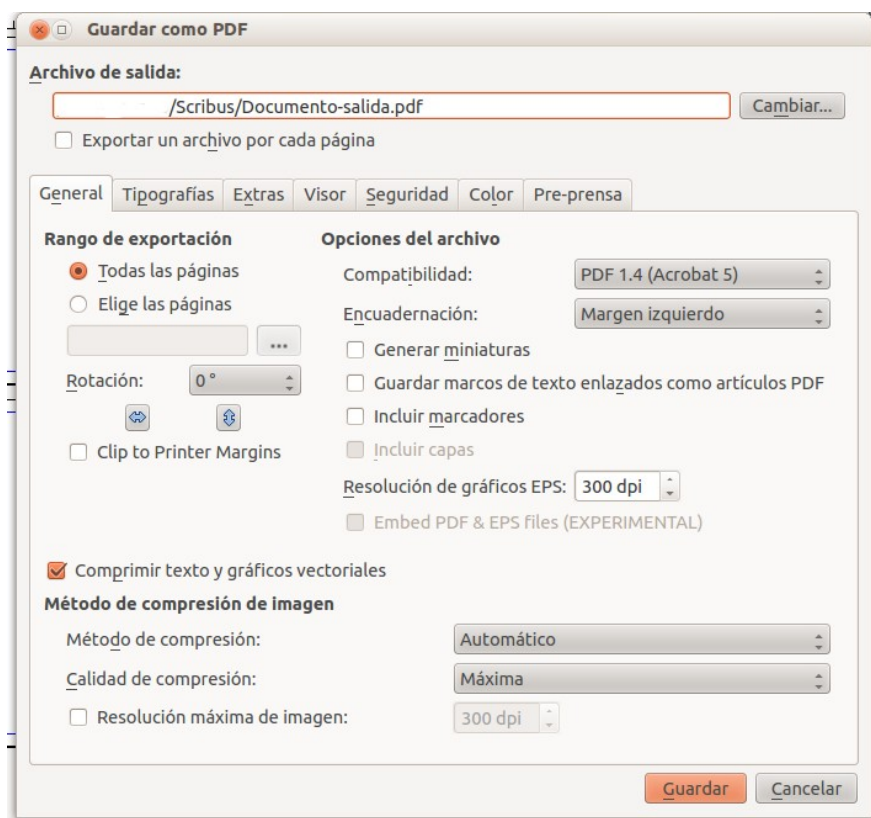 Guardar como PDF
Archivo de salida:
/Scribus/Documento-salida.pdf
Cambiar...
Exportar un archivo por cada página
General Tipografías Extras Visor Seguridad Color Pre-prensa
Rango de exportación
Todas las páginas
Elige las páginas
...
Rotación: 0 °
Clip to Printer Margins
Opciones del archivo
Compatibilidad: PDF 1.4 (Acrobat 5)
Encuadernación: Margen izquierdo
Generar miniaturas
Guardar marcos de texto enlazados como artículos PDF
Incluir marcadores
Incluir capas
Resolución de gráficos EPS: 300 dpi
Embed PDF & EPS files (EXPERIMENTAL)
Comprimir texto y gráficos vectoriales
Método de compresión de imagen
Método de compresión: Automático
Calidad de compresión: Máxima
Resolución máxima de imagen: 300 dpi
Guardar Cancelar